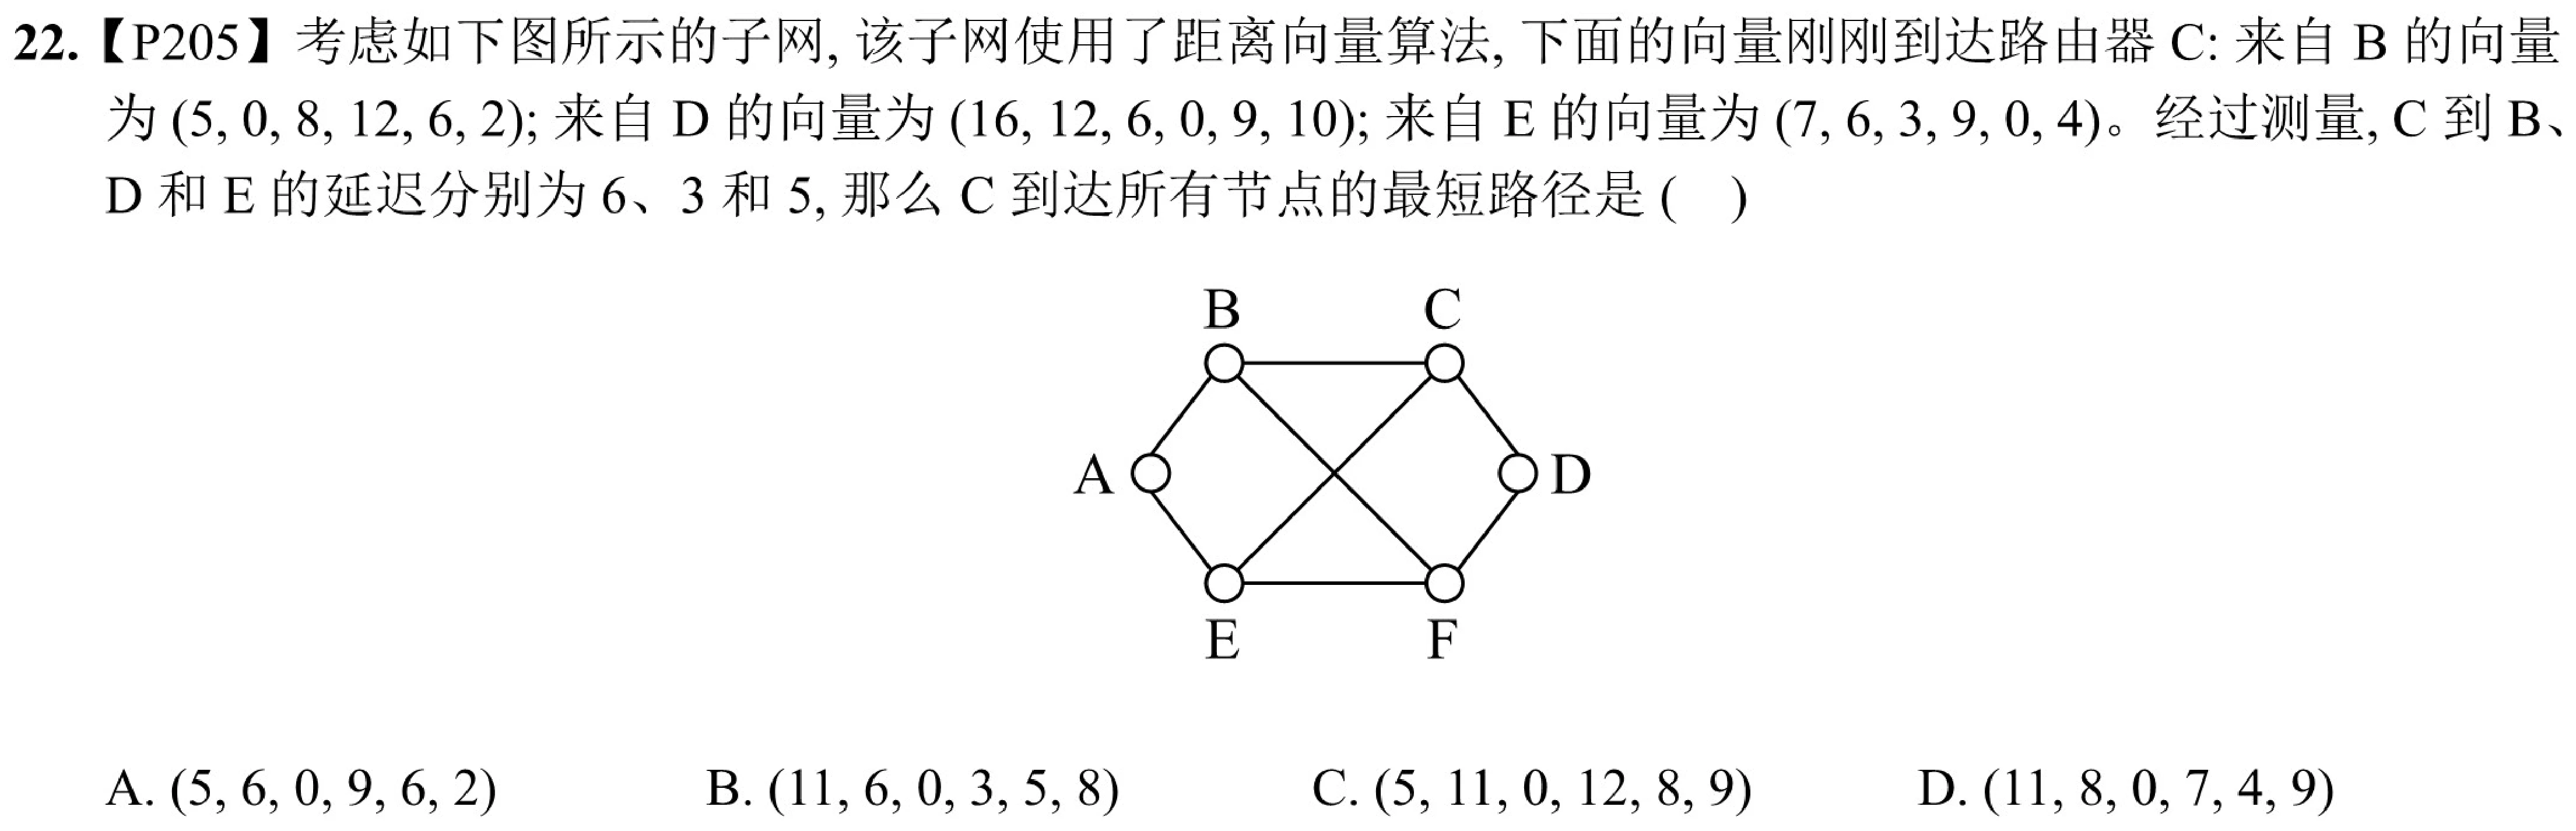 22.【P205】考虑如下图所示的子网, 该子网使用了距离向量算法, 下面的向量刚刚到达路由器 C: 来自 B 的向量
为 (5, 0, 8, 12, 6, 2); 来自 D 的向量为 (16, 12, 6, 0, 9, 10); 来自 E 的向量为 (7, 6, 3, 9, 0, 4)。经过测量, C 到 B、
D 和 E 的延迟分别为 6、3 和 5, 那么 C 到达所有节点的最短路径是 ( )
B C
A D
E F
A. (5, 6, 0, 9, 6, 2) B. (11, 6, 0, 3, 5, 8) C. (5, 11, 0, 12, 8, 9) D. (11, 8, 0, 7, 4, 9)